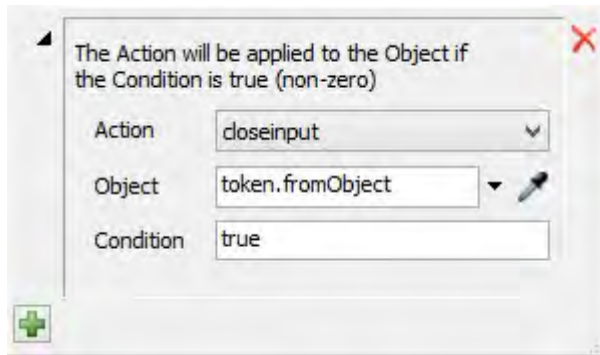 The Action will be applied to the Object if
the Condition is true (non-zero)
Action closeinput
Object token.fromObject
Condition true